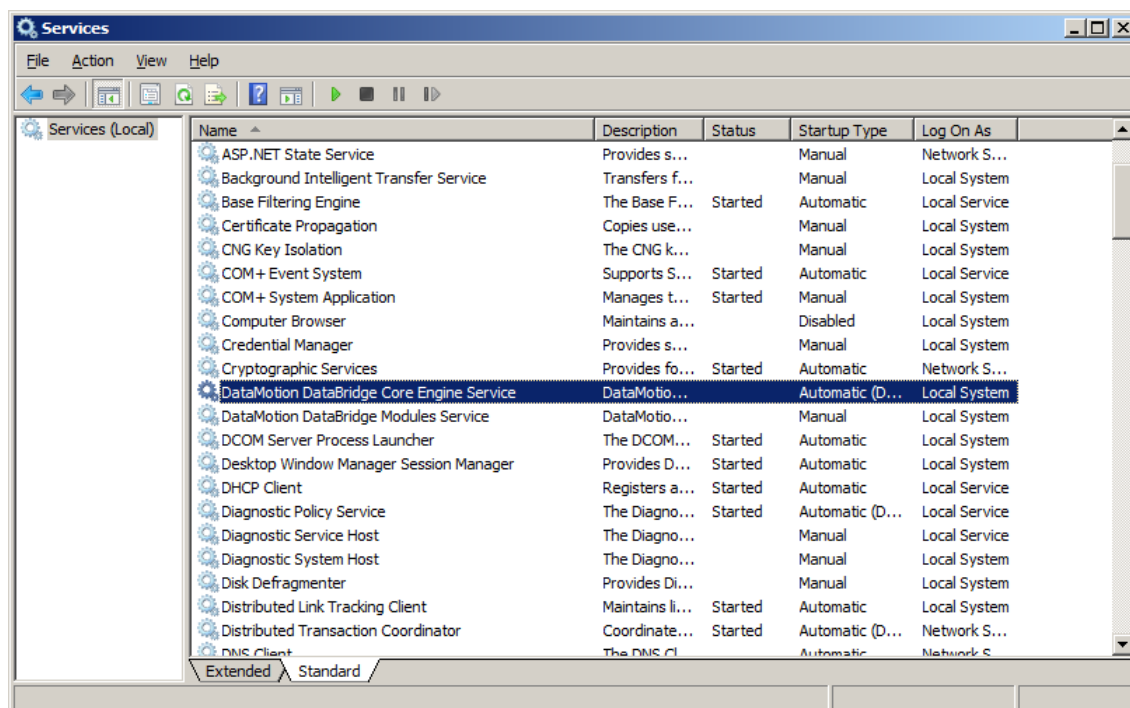 Services
File Action View Help
Services (Local)
Name Description Status Startup Type Log On As
ASP.NET State Service Provides s... Manual Network S...
Background Intelligent Transfer Service Transfers f... Manual Local System
Base Filtering Engine The Base F... Started Automatic Local Service
Certificate Propagation Copies use... Manual Local System
CNG Key Isolation The CNG k... Manual Local System
COM+ Event System Supports S... Started Automatic Local Service
COM+ System Application Manages t... Started Manual Local System
Computer Browser Maintains a... Disabled Local System
Credential Manager Provides s... Manual Local System
Cryptographic Services Provides fo... Started Automatic Network S...
DataMotion DataBridge Core Engine Service DataMotio... Automatic (D... Local System
DataMotion DataBridge Modules Service DataMotio... Manual Local System
DCOM Server Process Launcher The DCOM... Started Automatic Local System
Desktop Window Manager Session Manager Provides D... Started Automatic Local System
DHCP Client Registers a... Started Automatic Local Service
Diagnostic Policy Service The Diagno... Started Automatic (D... Local Service
Diagnostic Service Host The Diagno... Manual Local Service
Diagnostic System Host The Diagno... Manual Local System
Disk Defragmenter Provides Di... Manual Local System
Distributed Link Tracking Client Maintains li... Started Automatic Local System
Distributed Transaction Coordinator Coordinate... Started Automatic (D... Network S...
DNS Client The DNS Cl Automatic Network S
Extended Standard